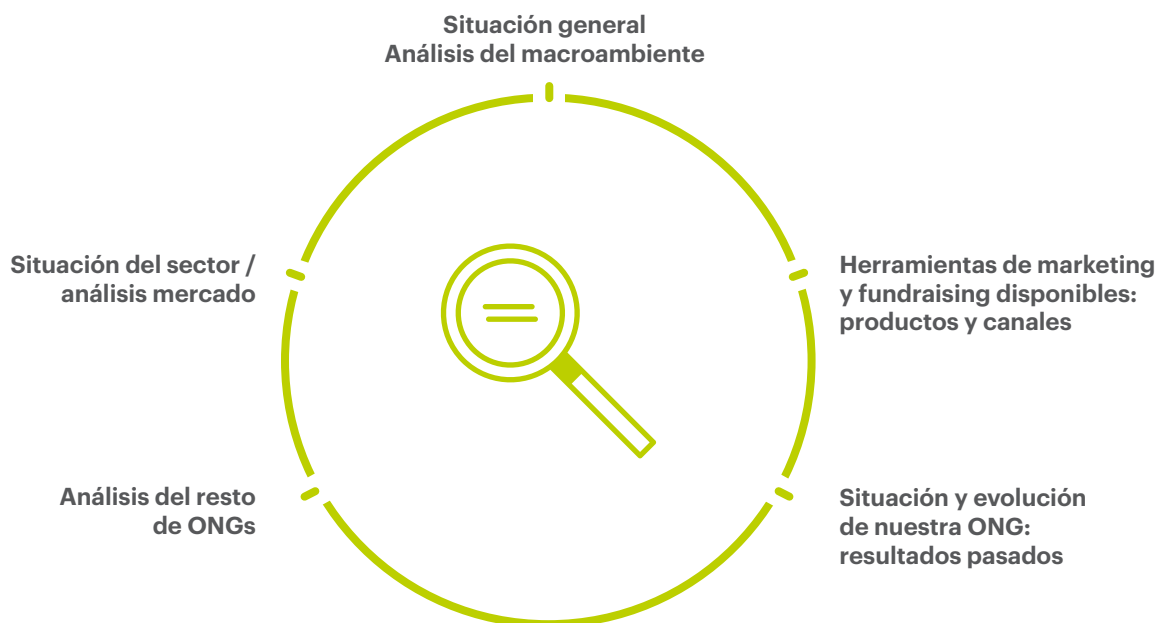 Situación general
Análisis del macroambiente
Situación del sector /
análisis mercado
Herramientas de marketing
y fundraising disponibles:
productos y canales
Análisis del resto
de ONGs
Situación y evolución
de nuestra ONG:
resultados pasados